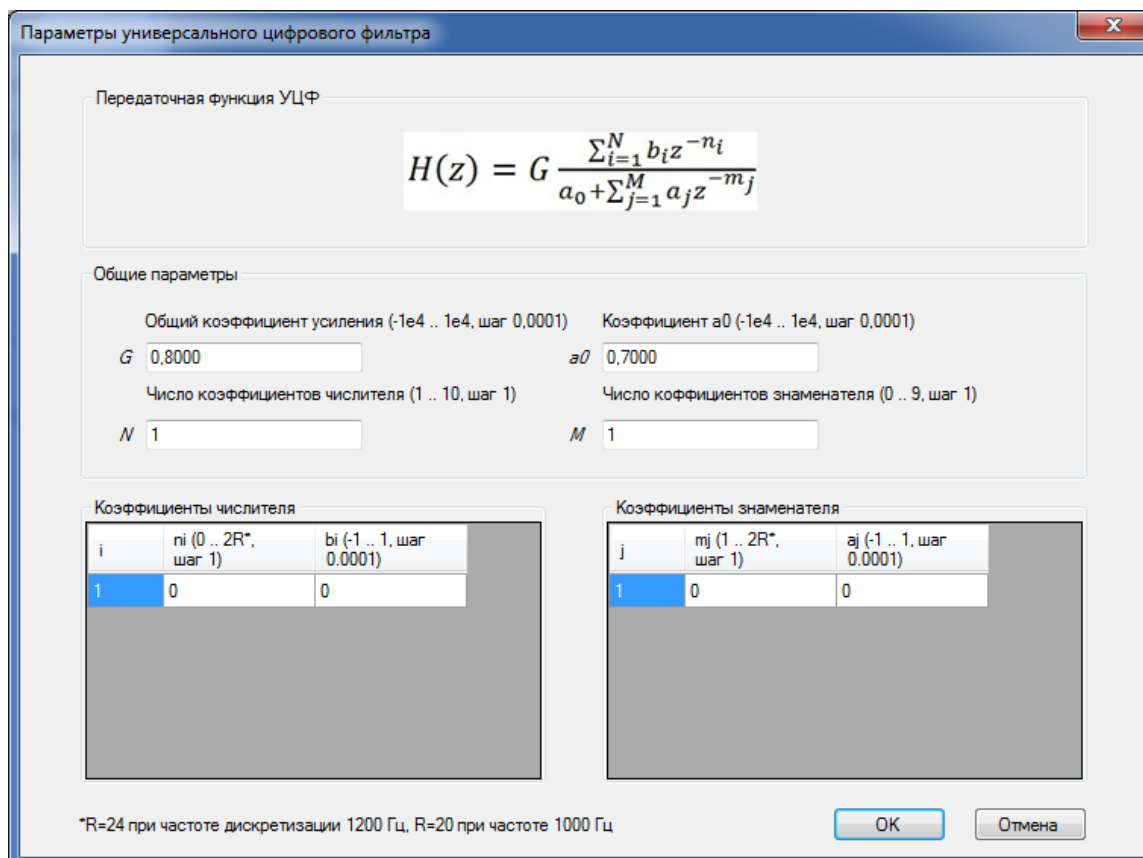 Параметры универсального цифрового фильтра
Передаточная функция УЦФ
H(z) = G \frac{\sum_{i=1}^{N} b_i z^{-n_i}}{a_0+\sum_{j=1}^{M} a_j z^{-m_j}}
Общие параметры
Общий коэффициент усиления (-1e4 .. 1e4, шаг 0,0001) Коэффициент a0 (-1e4 .. 1e4, шаг 0,0001)
G 0,8000 a0 0,7000
Число коэффициентов числителя (1 .. 10, шаг 1) Число коффициентов знаменателя (0 .. 9, шаг 1)
N 1 M 1
Коэффициенты числителя
i ni (0 .. 2R*, шаг 1) bi (-1 .. 1, шаг 0.0001)
1 0 0
Коэффициенты знаменателя
j mj (1 .. 2R*, шаг 1) aj (-1 .. 1, шаг 0.0001)
1 0 0
*R=24 при частоте дискретизации 1200 Гц, R=20 при частоте 1000 Гц
OK Отмена